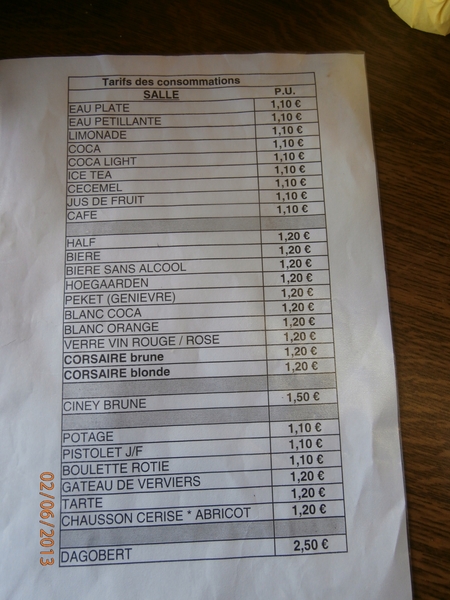 Tarifs des consommations
SALLE P.U.
EAU PLATE 1,10 €
EAU PETILLANTE 1,10 €
LIMONADE 1,10 €
COCA 1,10 €
COCA LIGHT 1,10 €
ICE TEA 1,10 €
CECEMEL 1,10 €
JUS DE FRUIT 1,10 €
CAFE 1,10 €
HALF 1,20 €
BIERE 1,20 €
BIERE SANS ALCOOL 1,20 €
HOEGAARDEN 1,20 €
PEKET (GENIEVRE) 1,20 €
BLANC COCA 1,20 €
BLANC ORANGE 1,20 €
VERRE VIN ROUGE / ROSE 1,20 €
CORSAIRE brune 1,20 €
CORSAIRE blonde 1,20 €
CINEY BRUNE 1,50 €
POTAGE 1,10 €
PISTOLET J/F 1,10 €
BOULETTE ROTIE 1,10 €
GATEAU DE VERVIERS 1,20 €
TARTE 1,20 €
CHAUSSON CERISE * ABRICOT 1,20 €
DAGOBERT 2,50 €
02/06/2013